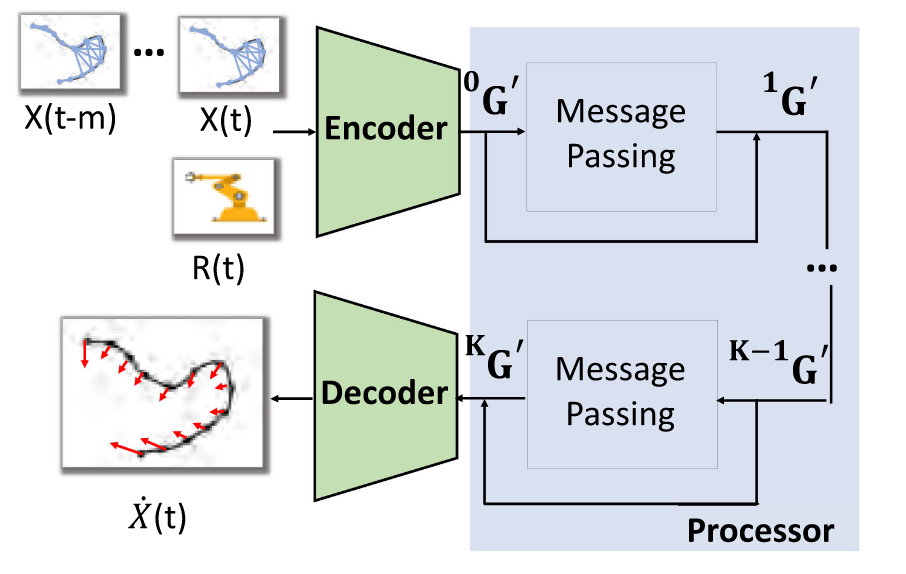 ...
X(t-m)
X(t)
R(t)
Encoder
⁰G′
Message
Passing
¹G′
...
K−1G′
Message
Passing
ᴷG′
Decoder
Ẋ(t)
Processor